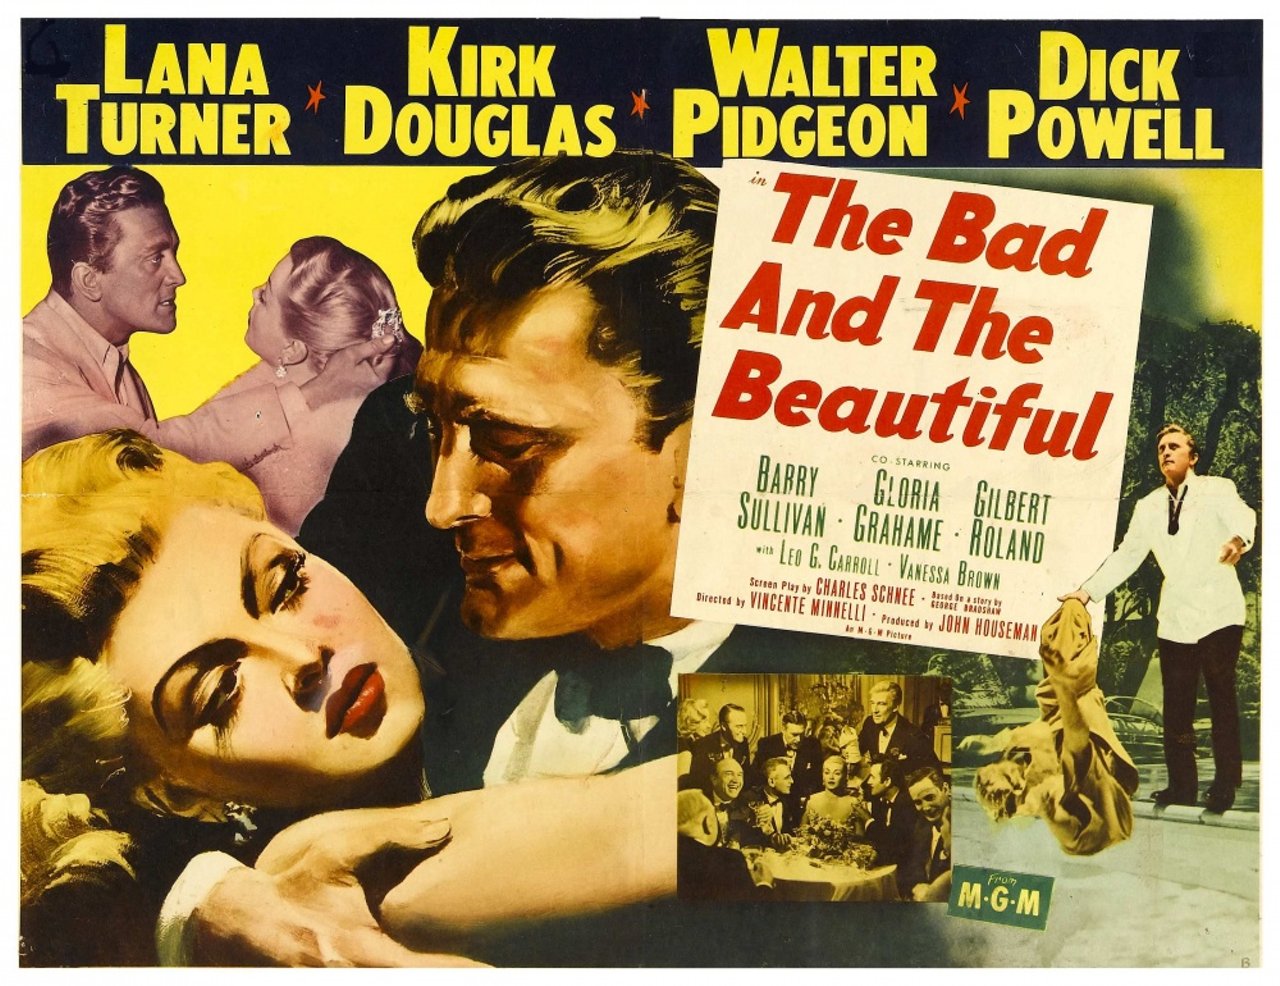 LANA TURNER ★ KIRK DOUGLAS ★ WALTER PIDGEON ★ DICK POWELL
in
The Bad
And The
Beautiful
CO-STARRING
BARRY SULLIVAN · GLORIA GRAHAME · GILBERT ROLAND
with LEO G. CARROLL · VANESSA BROWN
Screen Play by CHARLES SCHNEE · Based on a story by GEORGE BRADSHAW
Directed by VINCENTE MINNELLI · Produced by JOHN HOUSEMAN
An M-G-M Picture
From
M·G·M
B